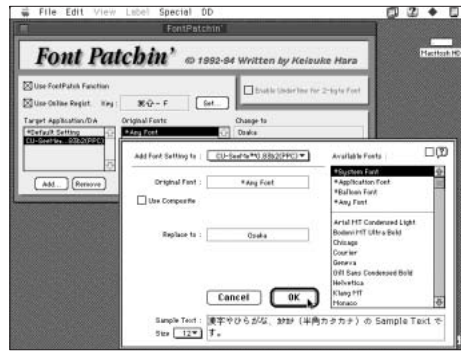 File Edit View Label Special DD
FontPatchin'
Macintosh HD
Font Patchin' © 1992-94 Written by Keisuke Hara
Use FontPatch Function
Enable Underline for 2-byte Font
Use Online Regist. Key: ⌘⇧-F Set...
Target Application/DA Original Fonts Change to
*Default Setting *Any Font Osaka
Add... Remove
Add Font Setting to :
Available Fonts :
*System Font
*Application Font
*Balloon Font
*Any Font
Arial MT Condensed Light
Bodoni MT Ultra Bold
Chicago
Courier
Geneva
Gill Sans Condensed Bold
Helvetica
Klang MT
Monaco
Original Font : *Any Font
Use Composite
Replace to : Osaka
Cancel OK
Sample Text : 漢字やひらがな、ｶﾀｶﾅ (半角カタカナ) の Sample Text で
Size 12 す。